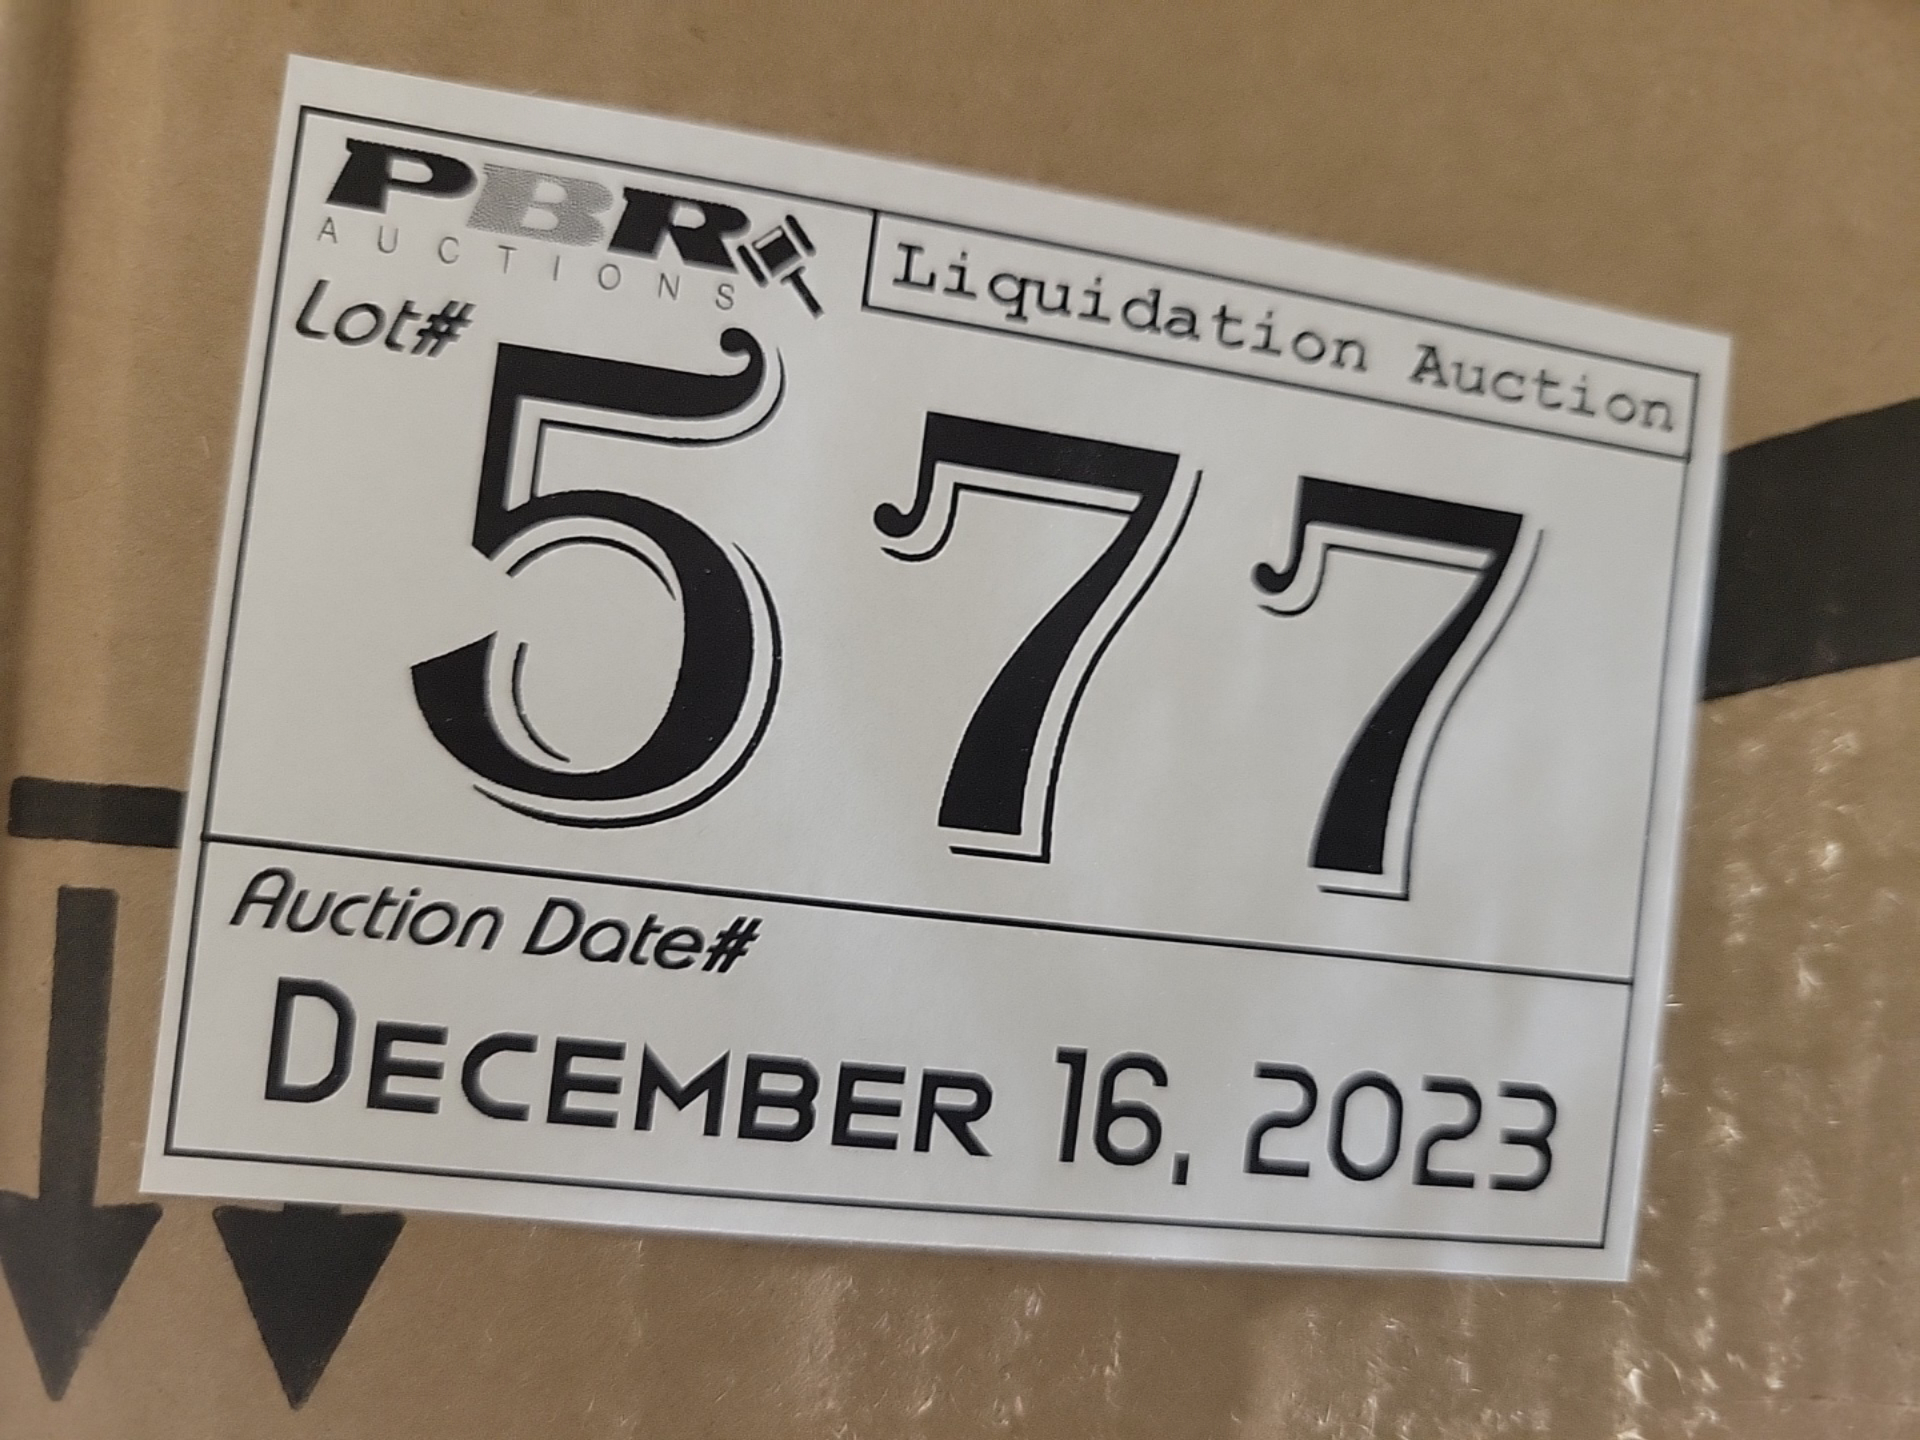 PBR
AUCTIONS
Liquidation Auction
Lot#
577
Auction Date#
DECEMBER 16, 2023